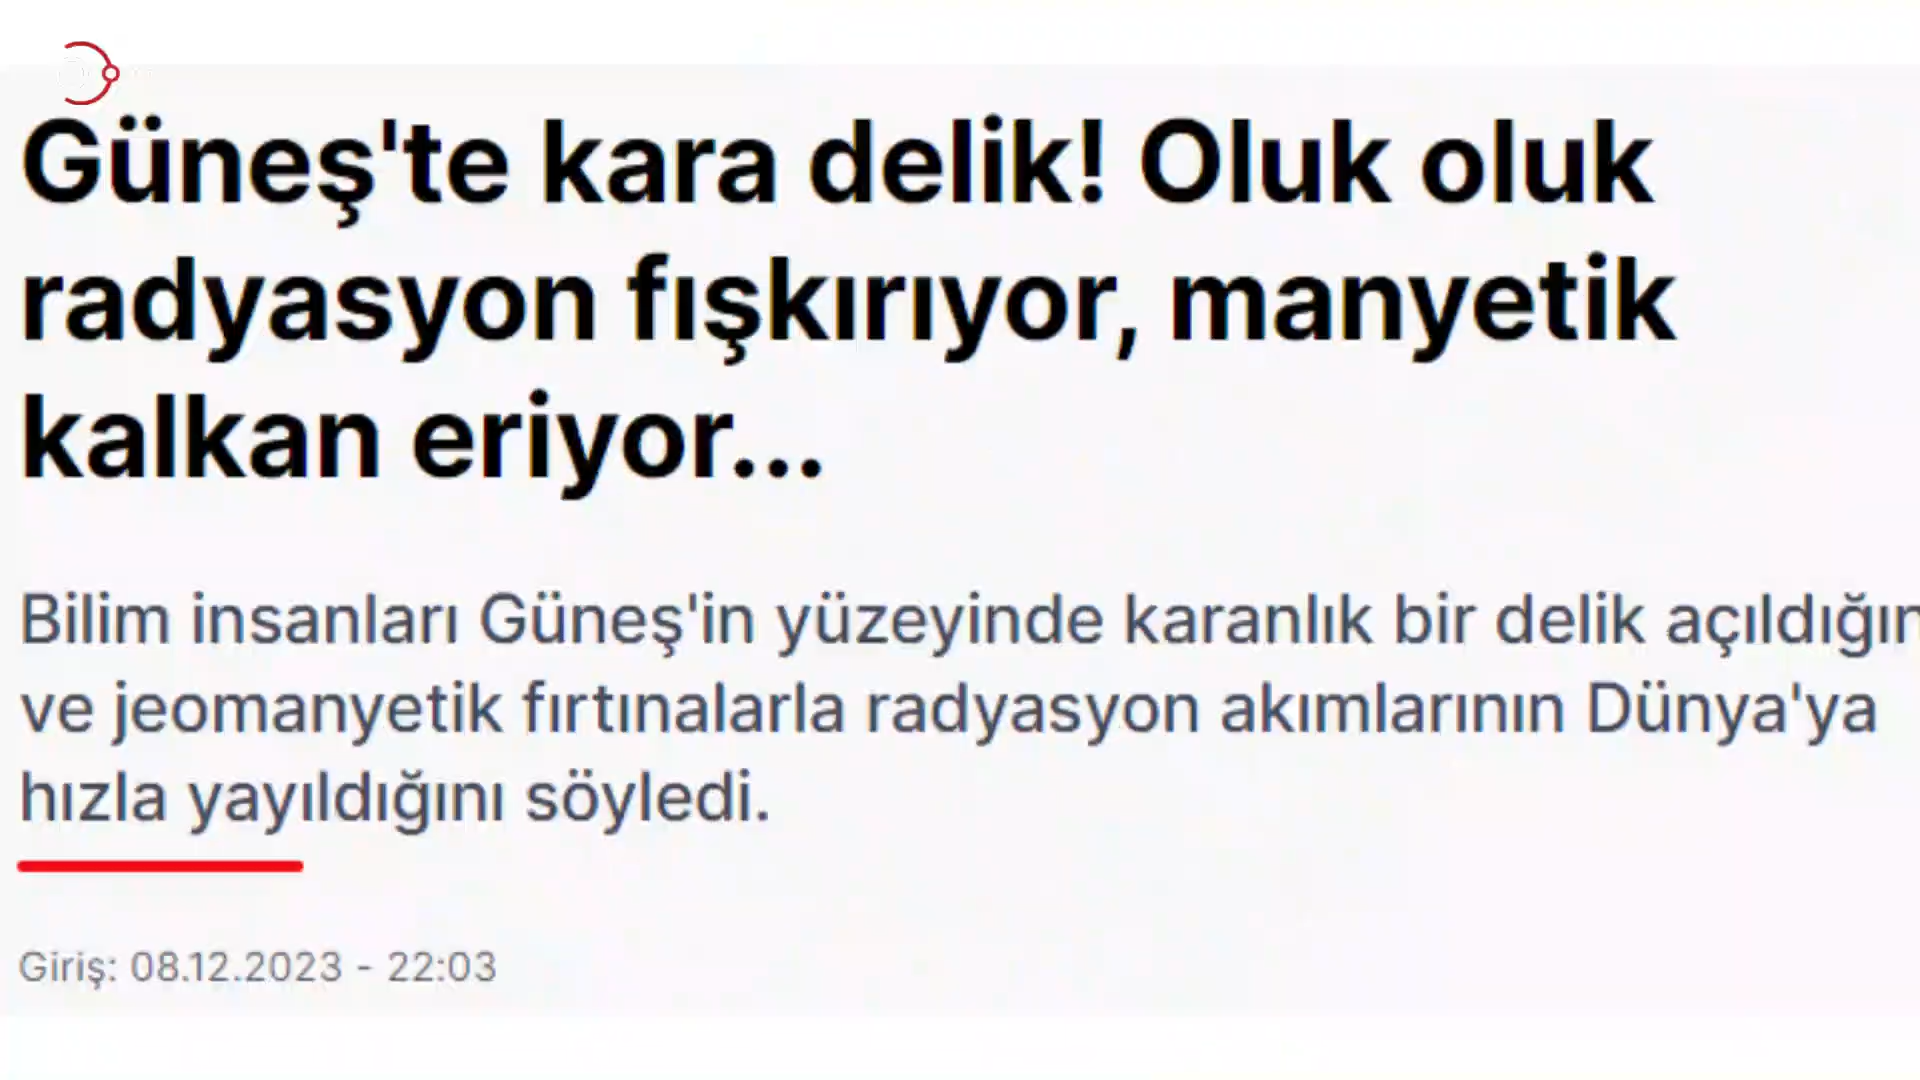 Güneş'te kara delik! Oluk oluk
radyasyon fışkırıyor, manyetik
kalkan eriyor...
Bilim insanları Güneş'in yüzeyinde karanlık bir delik
ve jeomanyetik fırtınalarla radyasyon akımlarının Dünya'ya
hızla yayıldığını söyledi.
Giriş: 08.12.2023 - 22:03